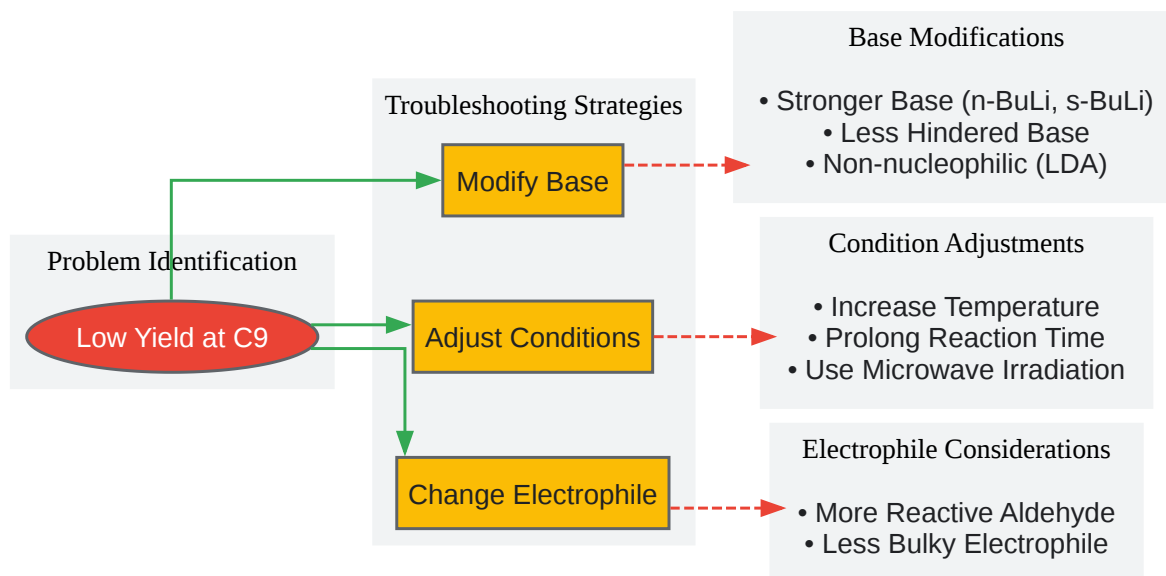 Problem Identification
Low Yield at C9
Troubleshooting Strategies
Modify Base
Adjust Conditions
Change Electrophile
Base Modifications
• Stronger Base (n-BuLi, s-BuLi)
• Less Hindered Base
• Non-nucleophilic (LDA)
Condition Adjustments
• Increase Temperature
• Prolong Reaction Time
• Use Microwave Irradiation
Electrophile Considerations
• More Reactive Aldehyde
• Less Bulky Electrophile